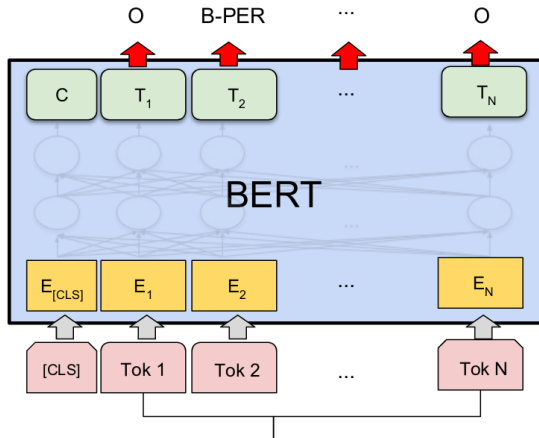 O B-PER ... O
C T1 T2 ... TN
...
BERT
...
E[CLS] E1 E2 ... EN
[CLS] Tok 1 Tok 2 ... Tok N